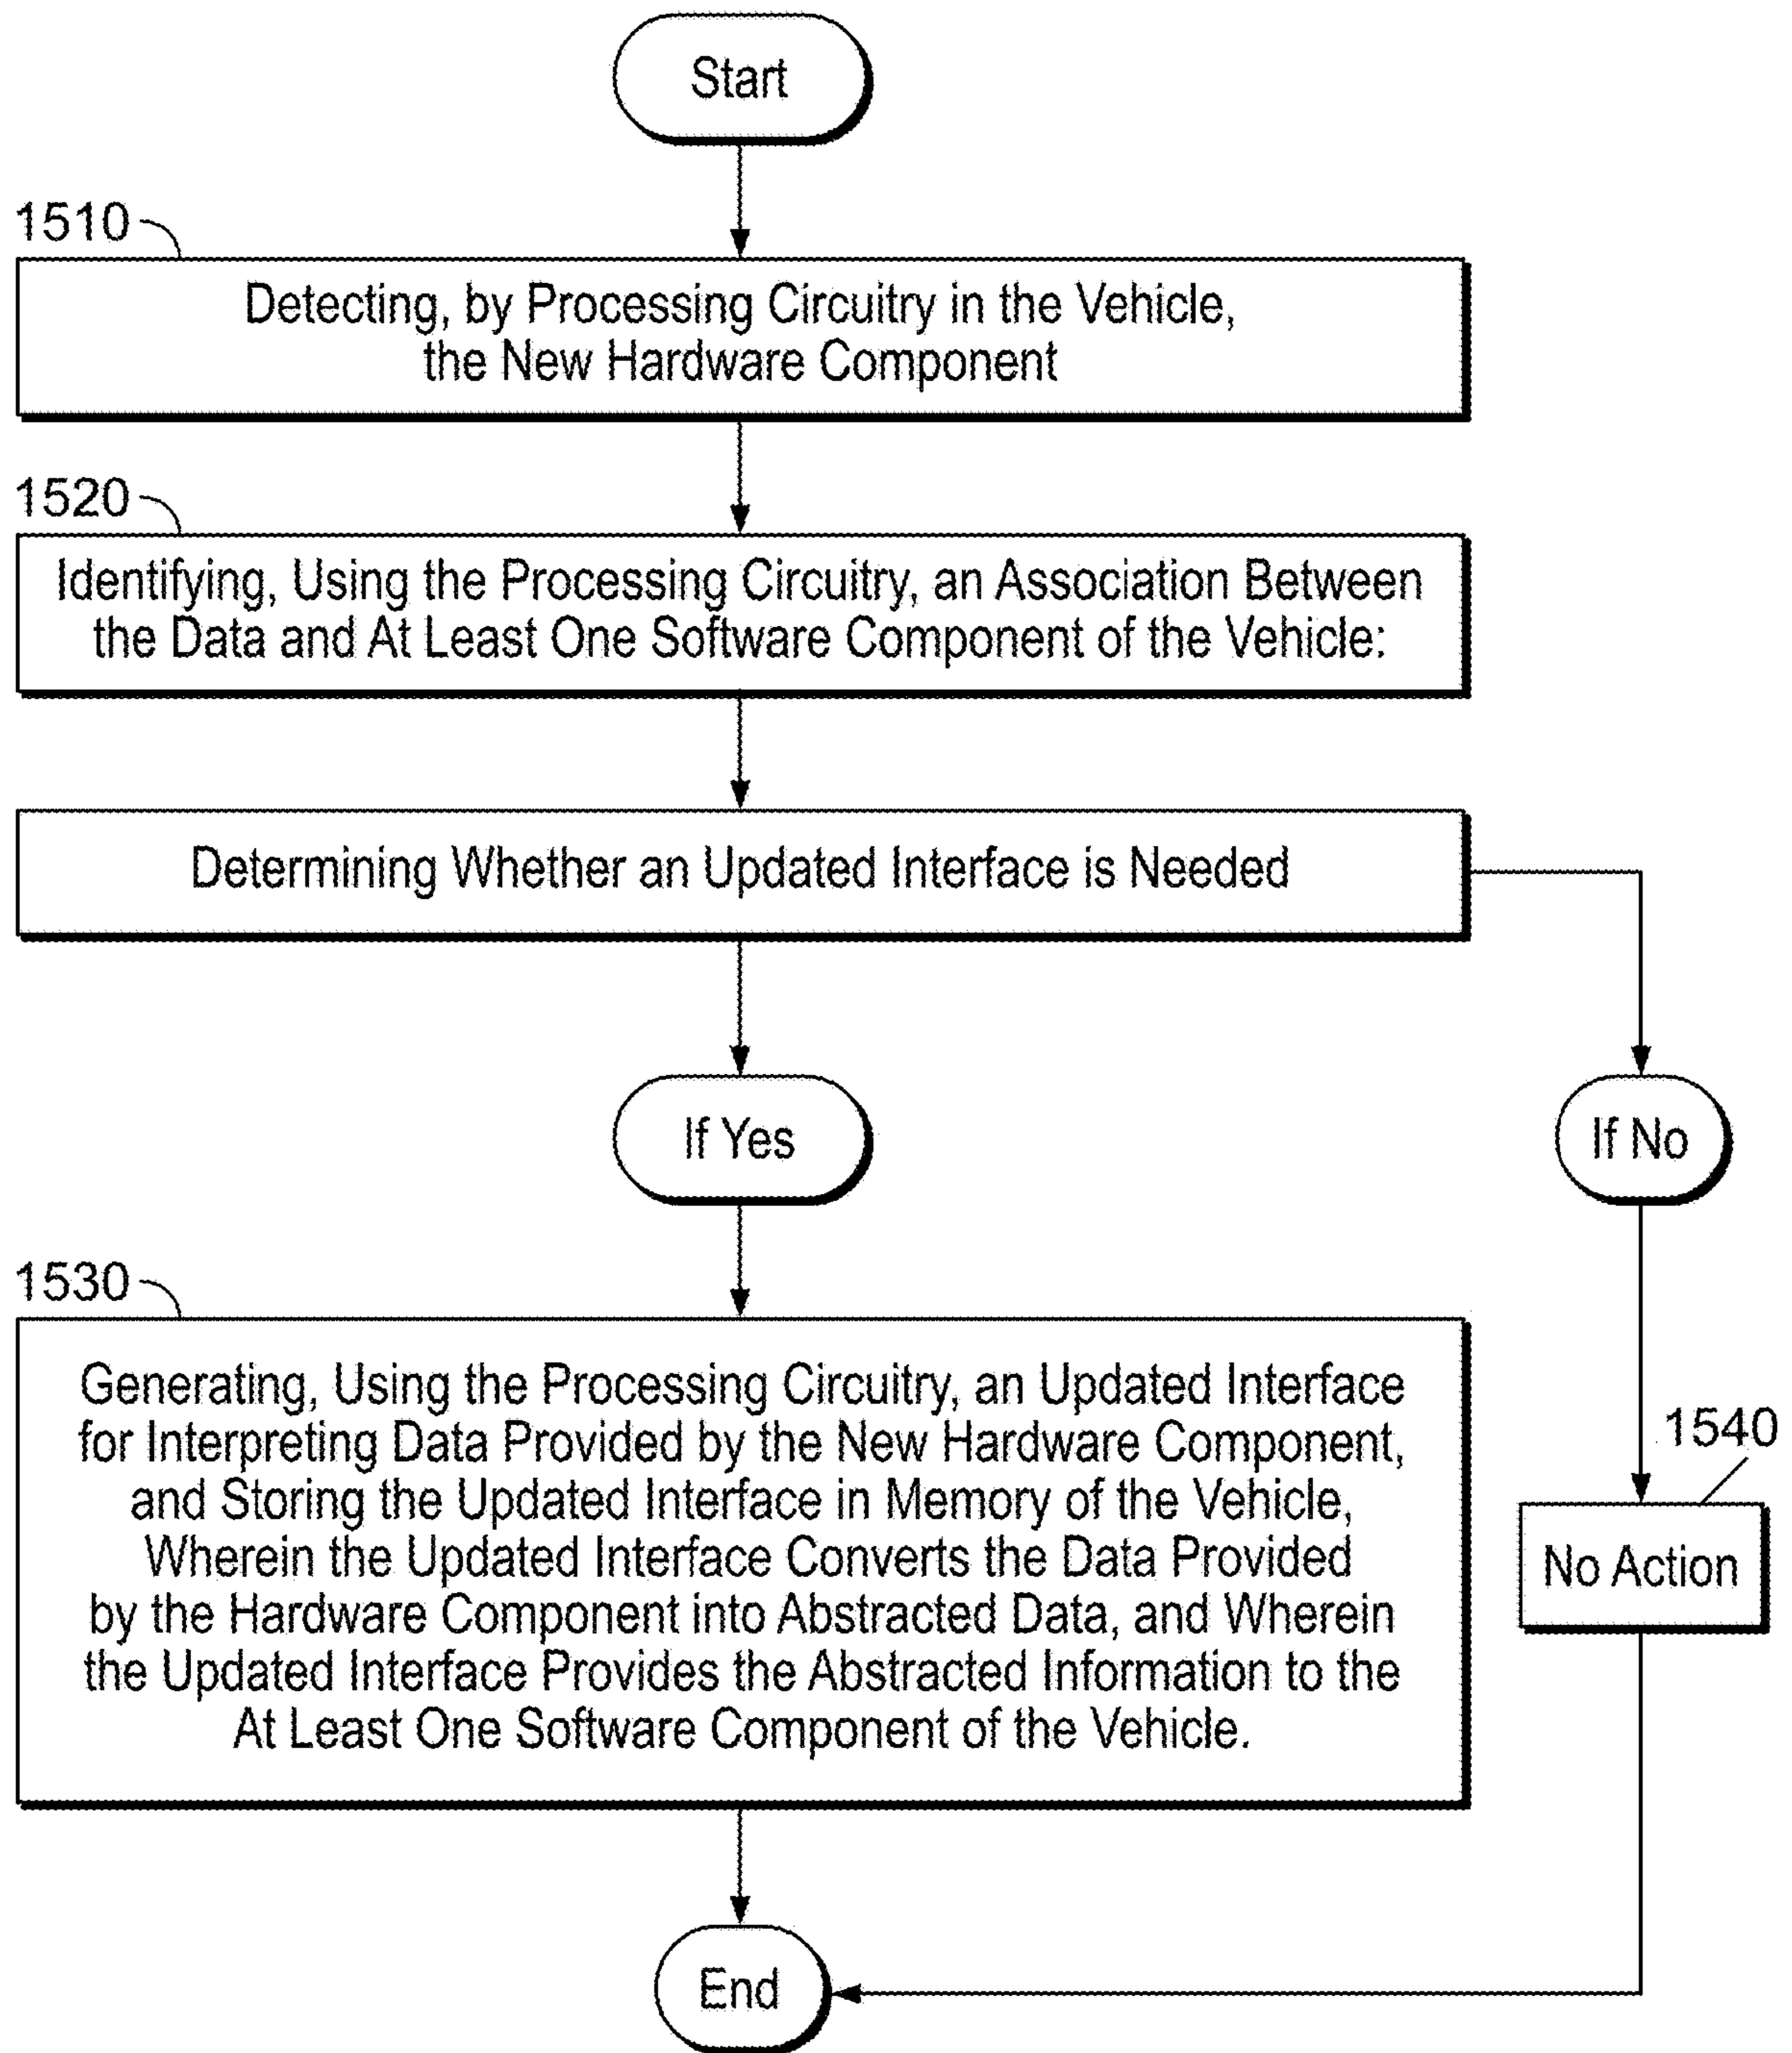 Start
1510
Detecting, by Processing Circuitry in the Vehicle,
the New Hardware Component
1520
Identifying, Using the Processing Circuitry, an Association Between
the Data and At Least One Software Component of the Vehicle:
Determining Whether an Updated Interface is Needed
If Yes
If No
1530
Generating, Using the Processing Circuitry, an Updated Interface
for Interpreting Data Provided by the New Hardware Component,
and Storing the Updated Interface in Memory of the Vehicle,
Wherein the Updated Interface Converts the Data Provided
by the Hardware Component into Abstracted Data, and Wherein
the Updated Interface Provides the Abstracted Information to the
At Least One Software Component of the Vehicle.
1540
No Action
End